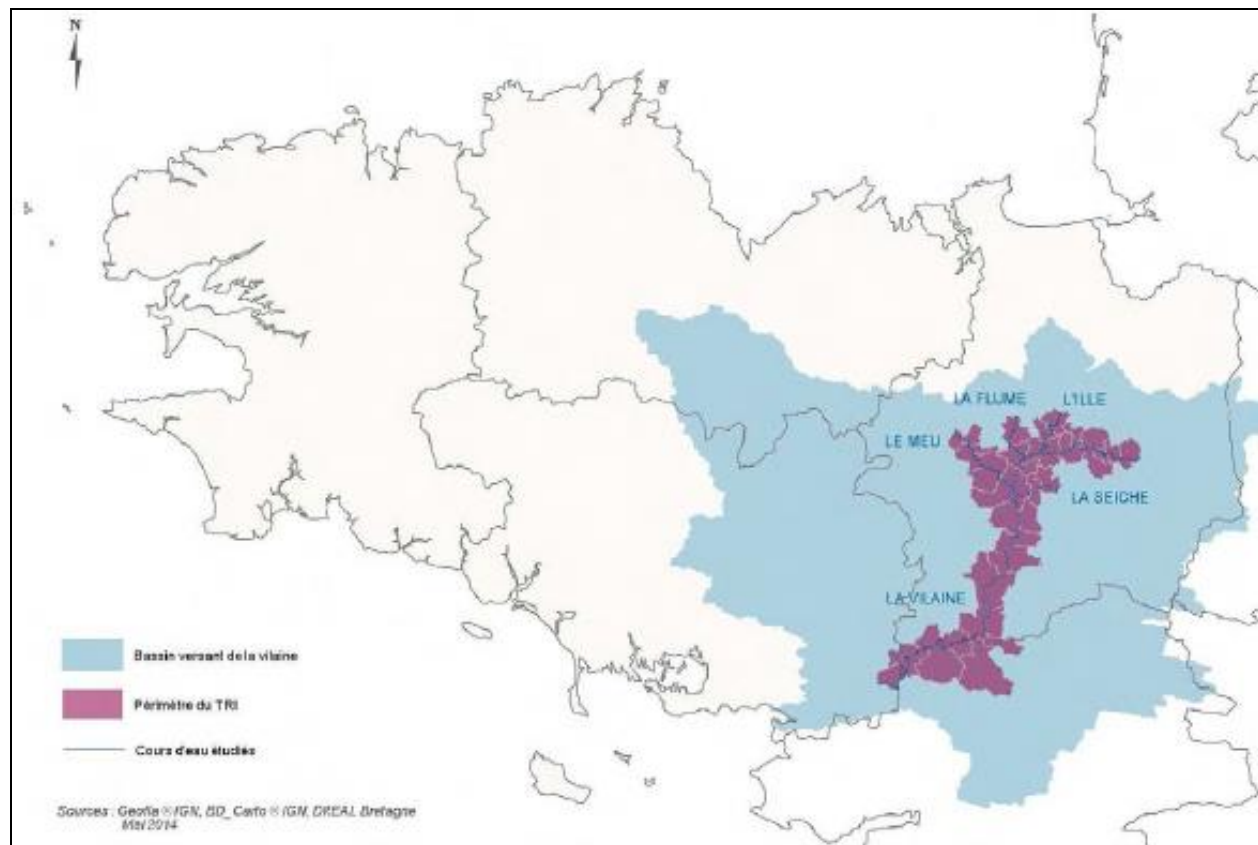 N
LA FLUME
L'ILLE
LE MEU
LA SEICHE
LA VILAINE
Bassin versant de la vilaine
Périmètre du TRI
Cours d'eau étudiés
Sources : Geofla ® IGN, BD_Carto ® IGN, DREAL Bretagne
Mai 2014